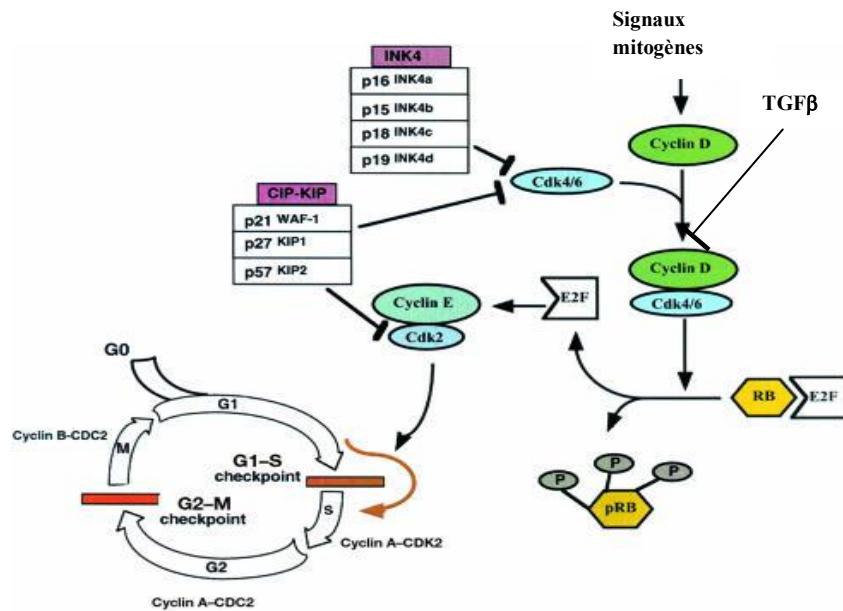 Signaux
mitogènes
TGFβ
INK4
p16 INK4a
p15 INK4b
p18 INK4c
p19 INK4d
Cyclin D
Cdk4/6
CIP-KIP
p21 WAF-1
p27 KIP1
p57 KIP2
Cyclin D
Cdk4/6
Cyclin E
Cdk2
E2F
RB
E2F
P
P
P
pRB
G0
G1
Cyclin B-CDC2
M
G1–S
checkpoint
G2–M
checkpoint
S
Cyclin A–CDK2
G2
Cyclin A–CDC2